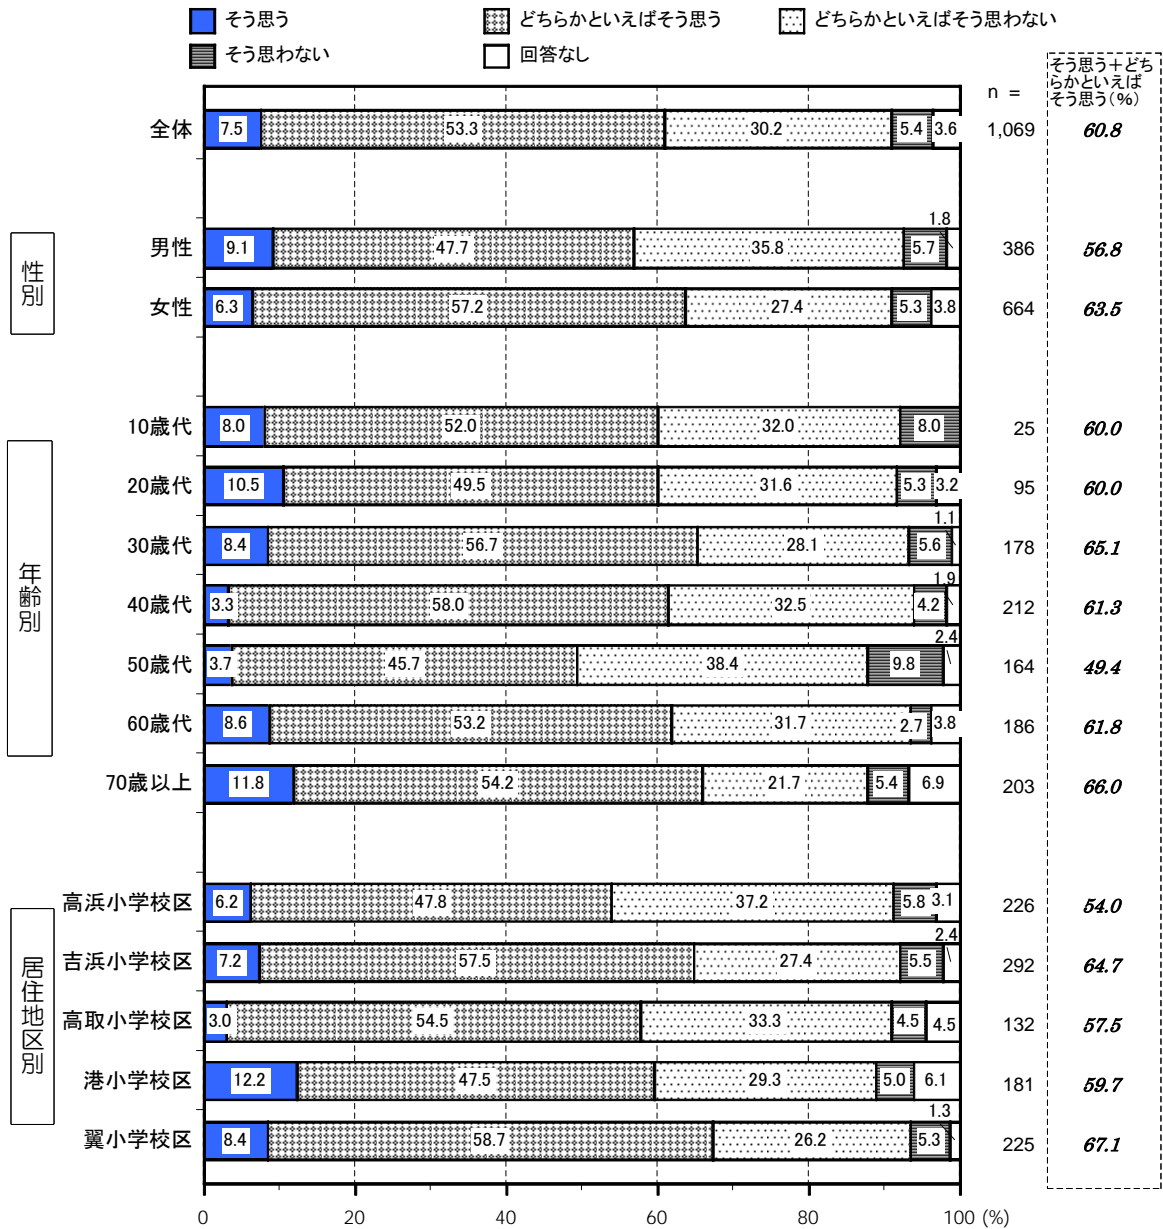 そう思う どちらかといえばそう思う どちらかといえばそう思わない
そう思わない 回答なし
そう思う＋どち
らかといえば
そう思う(%)
n =
全体 7.5 53.3 30.2 5.4 3.6 1,069 60.8
性別
1.8
男性 9.1 47.7 35.8 5.7 386 56.8
女性 6.3 57.2 27.4 5.3 3.8 664 63.5
年齢別
10歳代 8.0 52.0 32.0 8.0 25 60.0
20歳代 10.5 49.5 31.6 5.3 3.2 95 60.0
1.1
30歳代 8.4 56.7 28.1 5.6 178 65.1
1.9
40歳代 3.3 58.0 32.5 4.2 212 61.3
2.4
50歳代 3.7 45.7 38.4 9.8 164 49.4
60歳代 8.6 53.2 31.7 2.7 3.8 186 61.8
70歳以上 11.8 54.2 21.7 5.4 6.9 203 66.0
居住地区別
高浜小学校区 6.2 47.8 37.2 5.8 3.1 226 54.0
2.4
吉浜小学校区 7.2 57.5 27.4 5.5 292 64.7
高取小学校区 3.0 54.5 33.3 4.5 4.5 132 57.5
港小学校区 12.2 47.5 29.3 5.0 6.1 181 59.7
1.3
翼小学校区 8.4 58.7 26.2 5.3 225 67.1
0 20 40 60 80 100 (%)